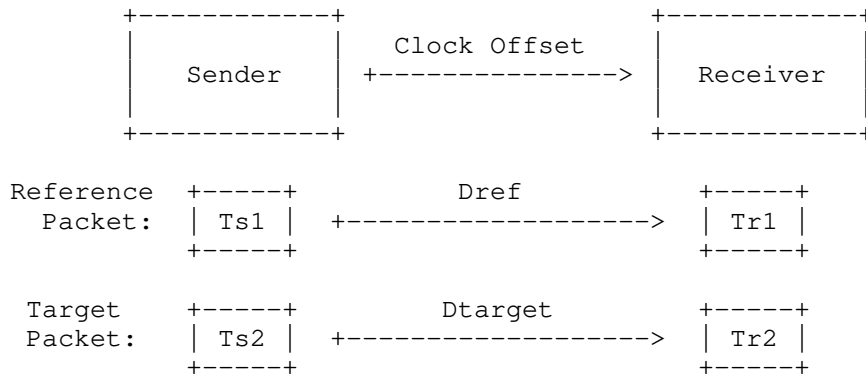 Clock Offset
Sender Receiver
Reference Dref
Packet: Ts1 Tr1
Target Dtarget
Packet: Ts2 Tr2